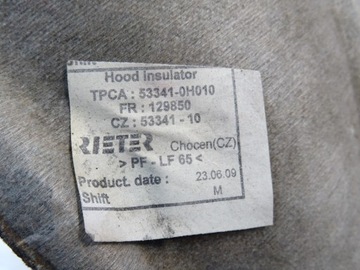 Hood Insulator
TPCA : 53341-0H010
FR : 129850
CZ : 53341 - 10
RIETER Chocen(CZ)
> PF - LF 65 <
Product. date : 23.06.09
Shift M